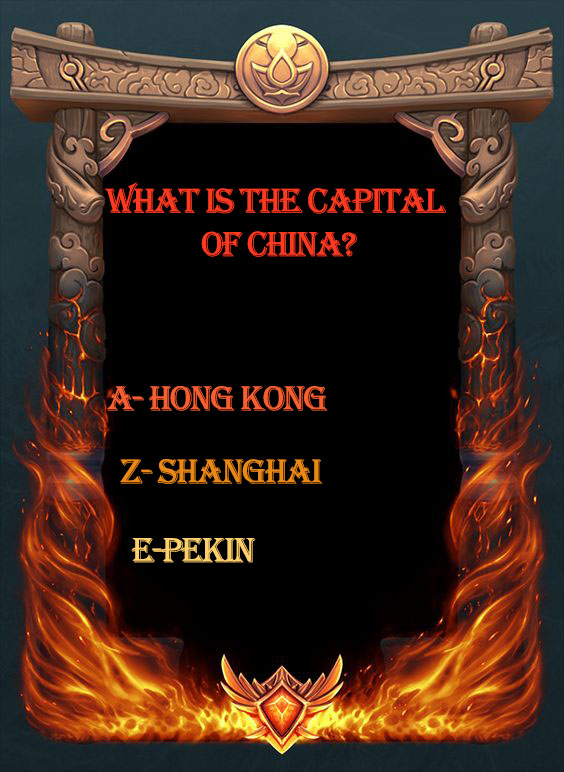 WHAT IS THE CAPITAL
OF CHINA?
A- HONG KONG
Z- SHANGHAI
E-PEKIN